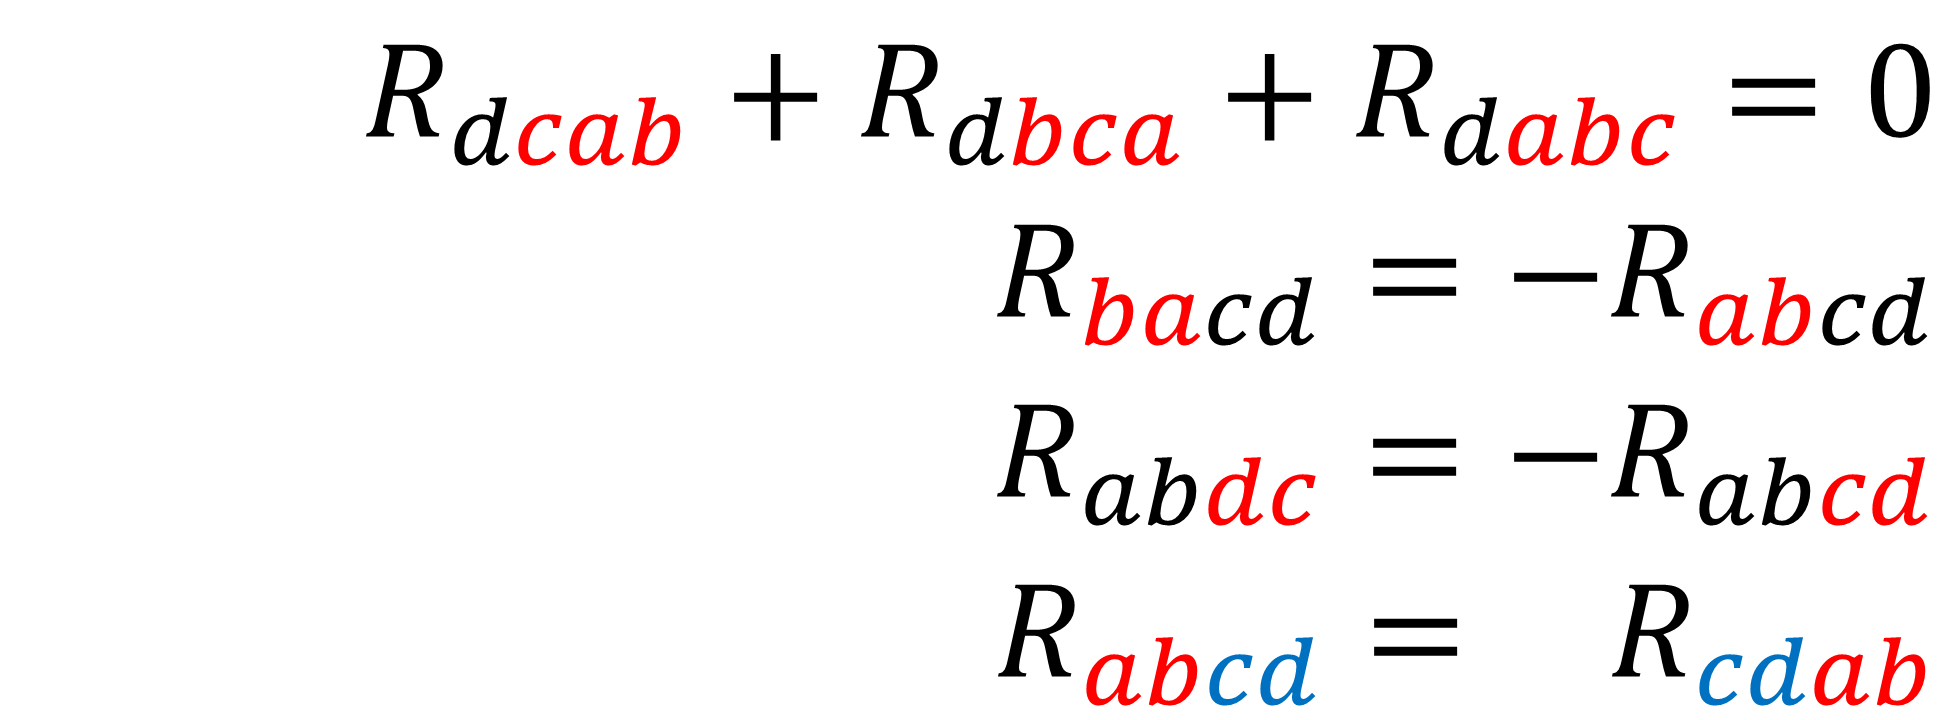 R_{dcab} + R_{dbca} + R_{dabc} = 0
R_{bacd} = −R_{abcd}
R_{abdc} = −R_{abcd}
R_{abcd} = R_{cdab}